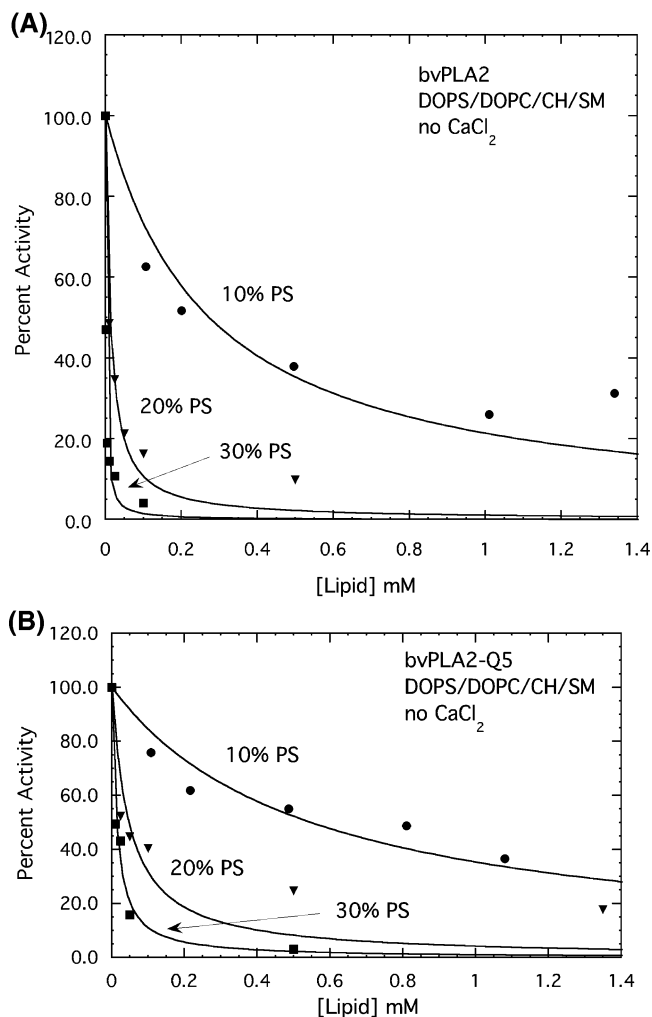 (A)
120.0
100.0
80.0
60.0
40.0
20.0
0.0
Percent Activity
bvPLA2
DOPS/DOPC/CH/SM
no CaCl2
10% PS
20% PS
30% PS
0
0.2
0.4
0.6
0.8
1
1.2
1.4
[Lipid] mM
(B)
120.0
100.0
80.0
60.0
40.0
20.0
0.0
Percent Activity
bvPLA2-Q5
DOPS/DOPC/CH/SM
no CaCl2
10% PS
20% PS
30% PS
0
0.2
0.4
0.6
0.8
1
1.2
1.4
[Lipid] mM